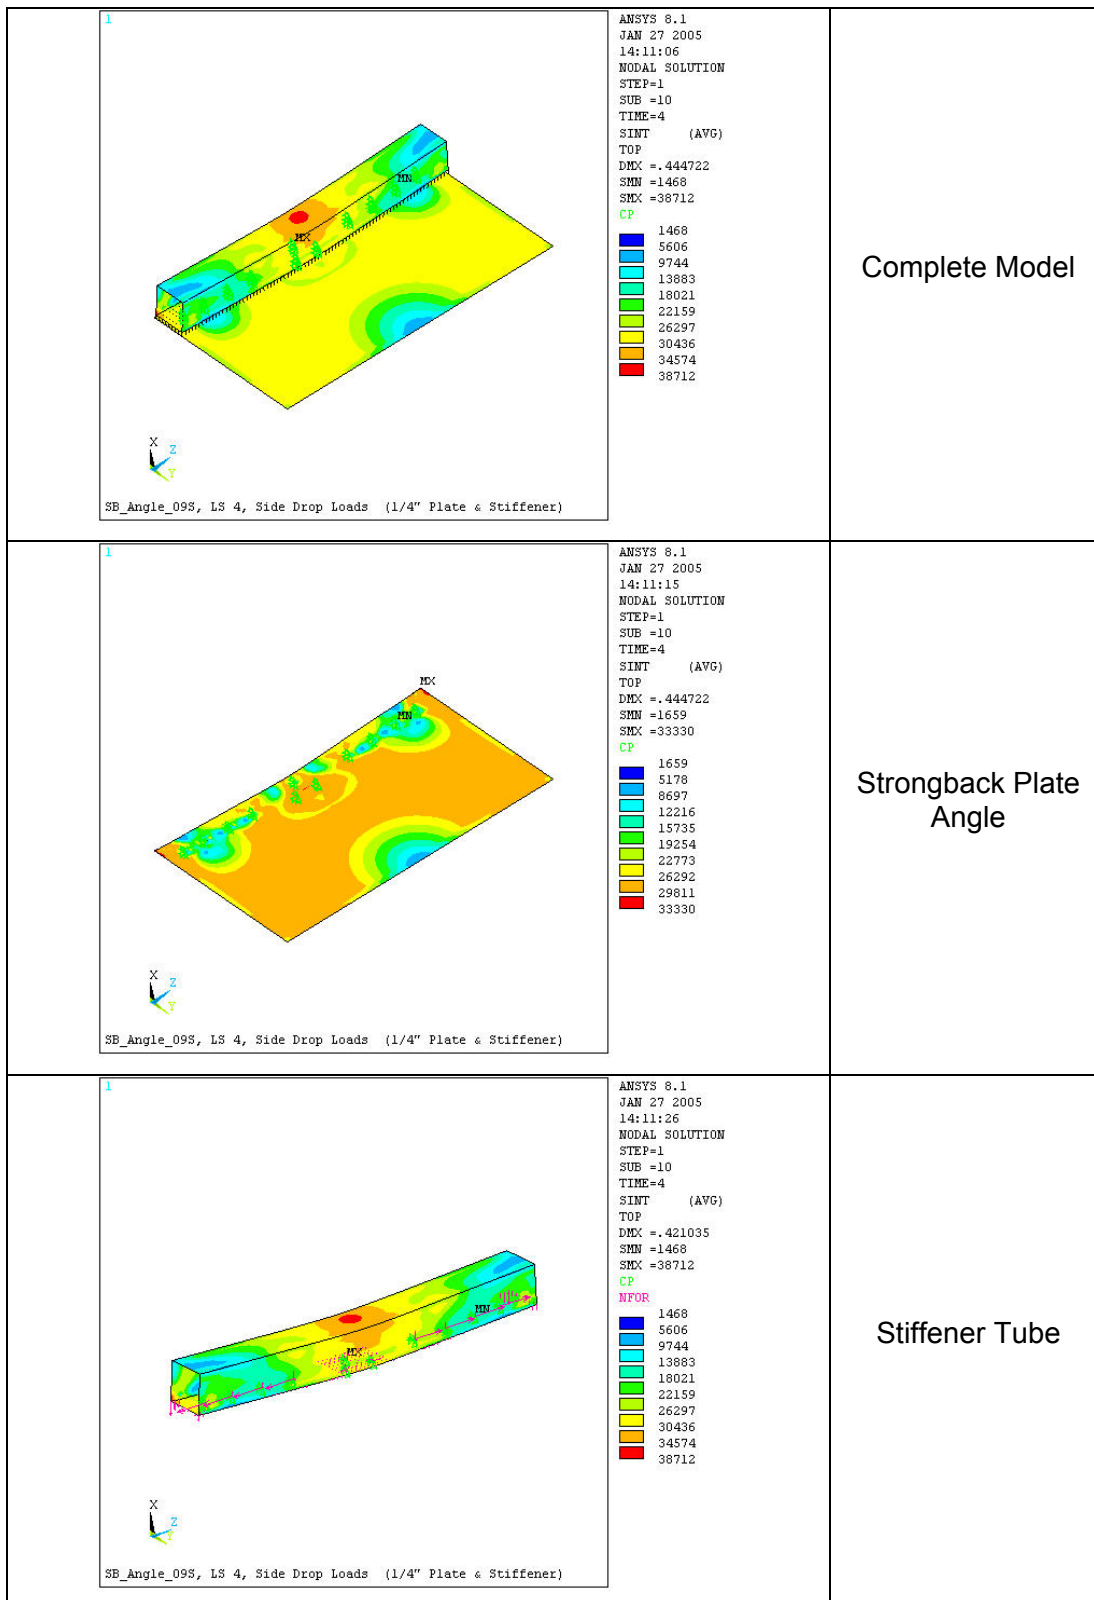 1
ANSYS 8.1
JAN 27 2005
14:11:06
NODAL SOLUTION
STEP=1
SUB =10
TIME=4
SINT (AVG)
TOP
DMX =.444722
SMN =1468
SMX =38712
CP
1468
5606
9744
13883
18021
22159
26297
30436
34574
38712
MN
MX
X
Z
Y
SB_Angle_09S, LS 4, Side Drop Loads (1/4" Plate & Stiffener)
Complete Model
1
ANSYS 8.1
JAN 27 2005
14:11:15
NODAL SOLUTION
STEP=1
SUB =10
TIME=4
SINT (AVG)
TOP
DMX =.444722
SMN =1659
SMX =33330
CP
1659
5178
8697
12216
15735
19254
22773
26292
29811
33330
MX
MN
X
Z
Y
SB_Angle_09S, LS 4, Side Drop Loads (1/4" Plate & Stiffener)
Strongback Plate
Angle
1
ANSYS 8.1
JAN 27 2005
14:11:26
NODAL SOLUTION
STEP=1
SUB =10
TIME=4
SINT (AVG)
TOP
DMX =.421035
SMN =1468
SMX =38712
CP
NFOR
1468
5606
9744
13883
18021
22159
26297
30436
34574
38712
MN
MX
X
Z
Y
SB_Angle_09S, LS 4, Side Drop Loads (1/4" Plate & Stiffener)
Stiffener Tube